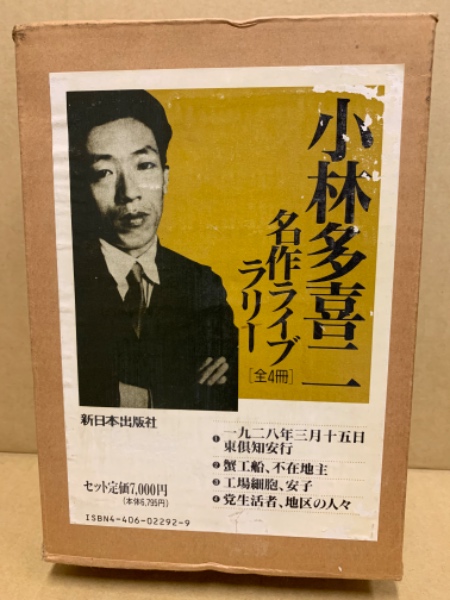 小林多喜二
名作ライブ
ラリー
[全4冊]
新日本出版社
セット定価7,000円
(本体6,795円)
ISBN4-406-02292-9
❶ 一九二八年三月十五日
東倶知安行
❷ 蟹工船、不在地主
❸ 工場細胞、安子
❹ 党生活者、地区の人々